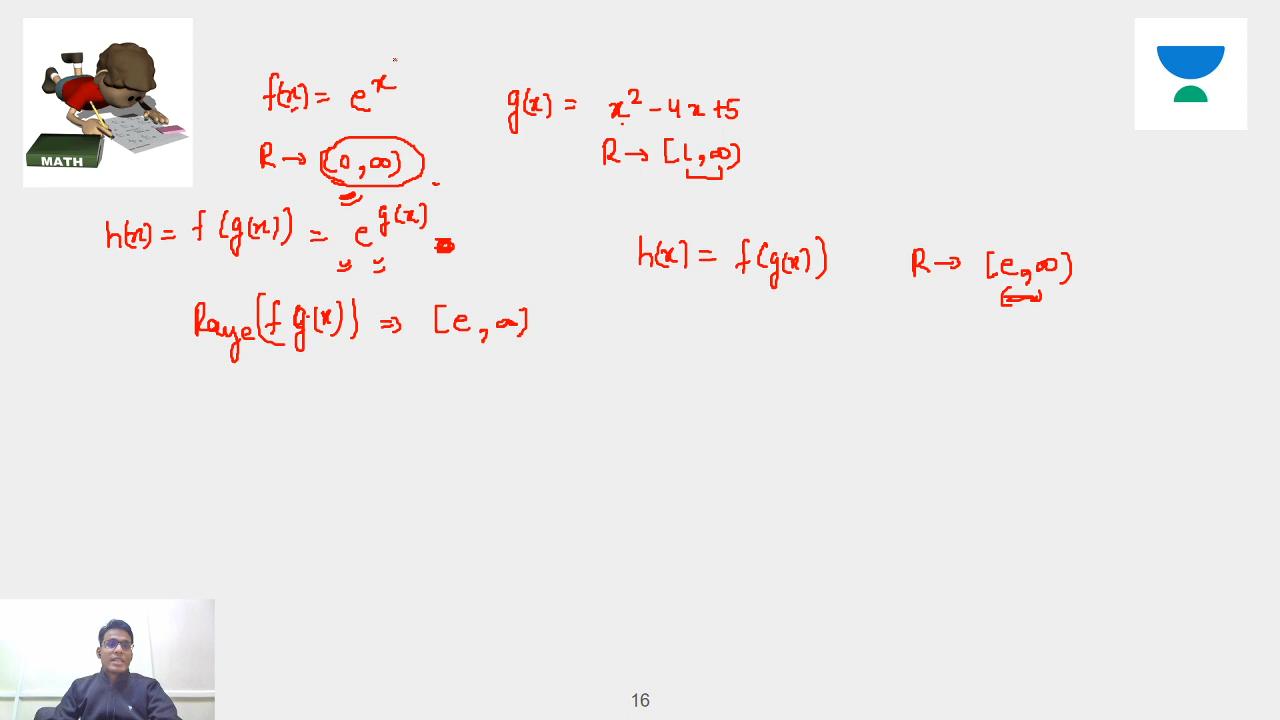 MATH
f(x) = e^x
g(x) = x² - 4x + 5
R → (0, ∞)
R → [1, ∞)
h(x) = f(g(x)) = e^g(x)
h(x) = f(g(x)) R → [e, ∞)
Range(f g(x)) ⇒ [e, ∞)
16